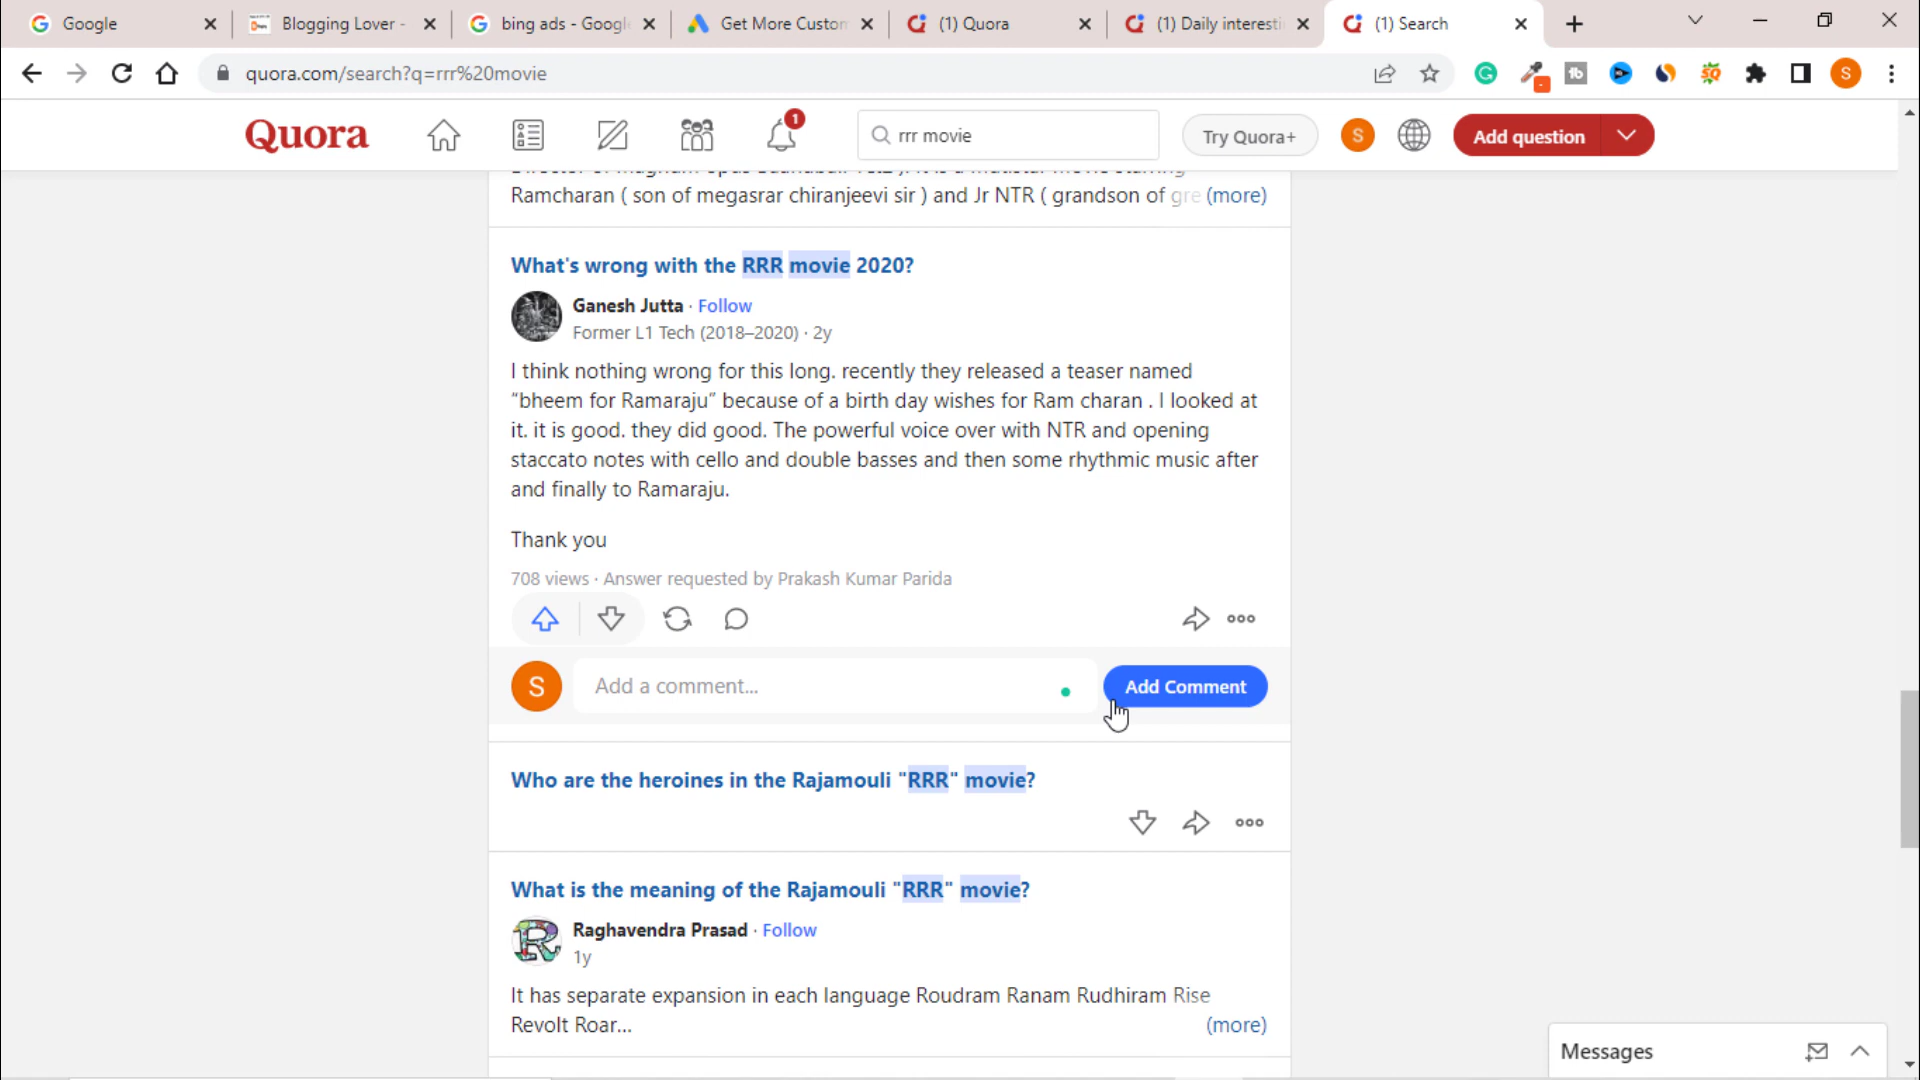 Google
Blogging Lover -
bing ads - Google
Get More Custom
(1) Quora
(1) Daily interesti
(1) Search
quora.com/search?q=rrr%20movie
S
Quora
1
rrr movie
Try Quora+
S
Add question
Ramcharan ( son of megasrar chiranjeevi sir ) and Jr NTR ( grandson of gre (more)
What's wrong with the RRR movie 2020?
Ganesh Jutta · Follow
Former L1 Tech (2018–2020) · 2y
I think nothing wrong for this long. recently they released a teaser named
“bheem for Ramaraju” because of a birth day wishes for Ram charan . I looked at
it. it is good. they did good. The powerful voice over with NTR and opening
staccato notes with cello and double basses and then some rhythmic music after
and finally to Ramaraju.
Thank you
708 views · Answer requested by Prakash Kumar Parida
S
Add a comment...
Add Comment
Who are the heroines in the Rajamouli "RRR" movie?
What is the meaning of the Rajamouli "RRR" movie?
Raghavendra Prasad · Follow
1y
It has separate expansion in each language Roudram Ranam Rudhiram Rise
Revolt Roar...
(more)
Messages